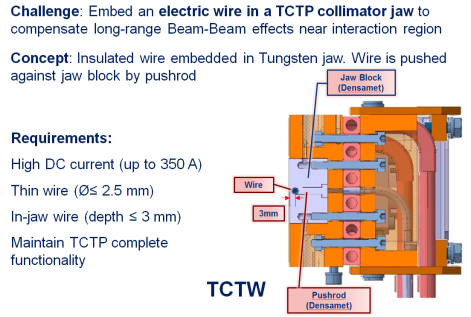 Challenge: Embed an electric wire in a TCTP collimator jaw to
compensate long-range Beam-Beam effects near interaction region
Concept: Insulated wire embedded in Tungsten jaw. Wire is pushed
against jaw block by pushrod
Jaw Block
(Densamet)
Requirements:
High DC current (up to 350 A)
Thin wire (Ø≤ 2.5 mm)
Wire
In-jaw wire (depth ≤ 3 mm)
3mm
Maintain TCTP complete
functionality
TCTW
Pushrod
(Densamet)